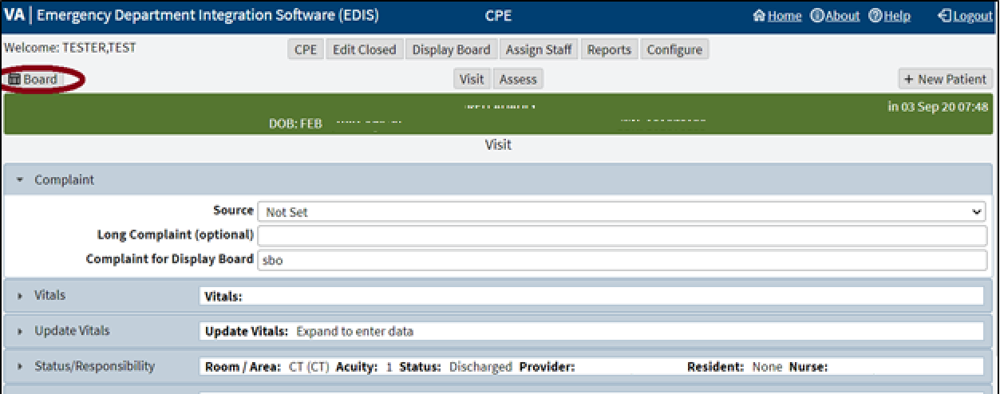 VA | Emergency Department Integration Software (EDIS) CPE Home About Help Logout
Welcome: TESTER,TEST CPE Edit Closed Display Board Assign Staff Reports Configure
Board Visit Assess + New Patient
in 03 Sep 20 07:48
DOB: FEB
Visit
Complaint
Source Not Set
Long Complaint (optional)
Complaint for Display Board sbo
Vitals Vitals:
Update Vitals Update Vitals: Expand to enter data
Status/Responsibility Room / Area: CT (CT) Acuity: 1 Status: Discharged Provider: Resident: None Nurse: